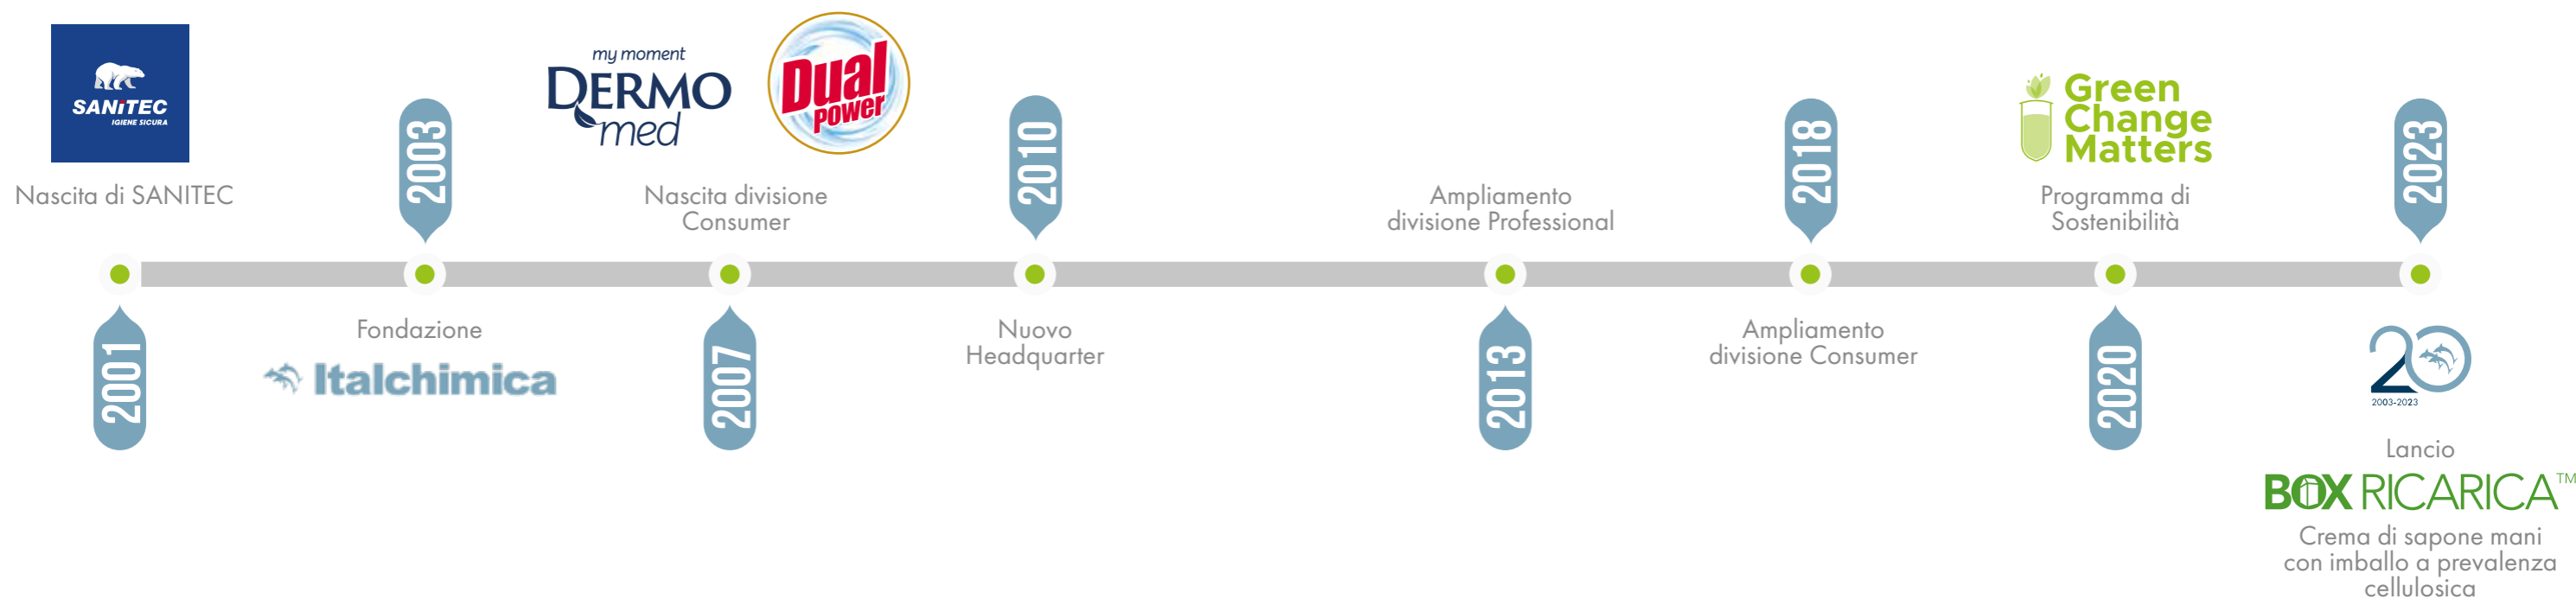 SANiTEC
IGIENE SICURA
Nascita di SANITEC
2001
2003
Fondazione
Italchimica
my moment
DERMO
med
Dual
POWER
Nascita divisione
Consumer
2007
2010
Nuovo
Headquarter
Ampliamento
divisione Professional
2013
2018
Ampliamento
divisione Consumer
Green
Change
Matters
Programma di
Sostenibilità
2020
2023
20
2003-2023
Lancio
BOX RICARICA™
Crema di sapone mani
con imballo a prevalenza
cellulosica